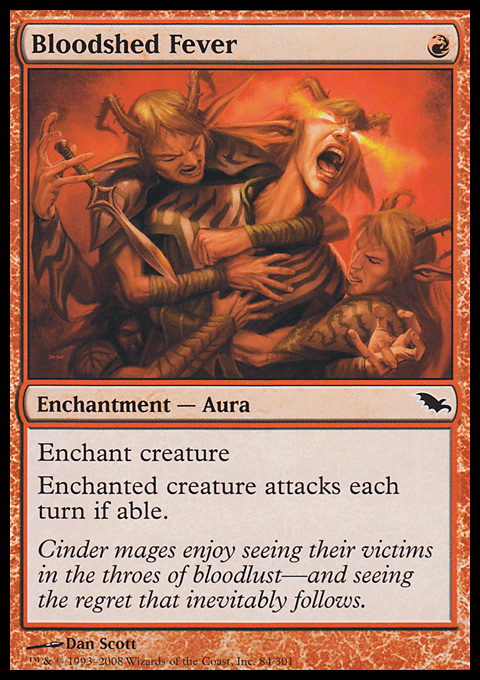 Bloodshed Fever
Enchantment — Aura
Enchant creature
Enchanted creature attacks each
turn if able.
Cinder mages enjoy seeing their victims
in the throes of bloodlust—and seeing
the regret that inevitably follows.
Dan Scott
™ & © 1993–2008 Wizards of the Coast, Inc. 84/301